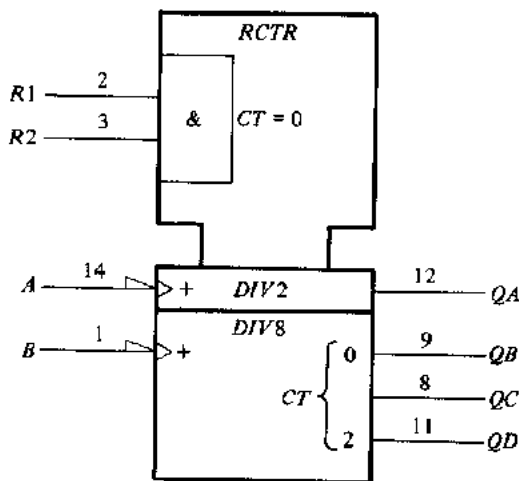 RCTR
R1 2
& CT = 0
R2 3
A 14 + DIV2 12 QA
DIV8
B 1 + 0 9 QB
CT 8 QC
2 11 QD